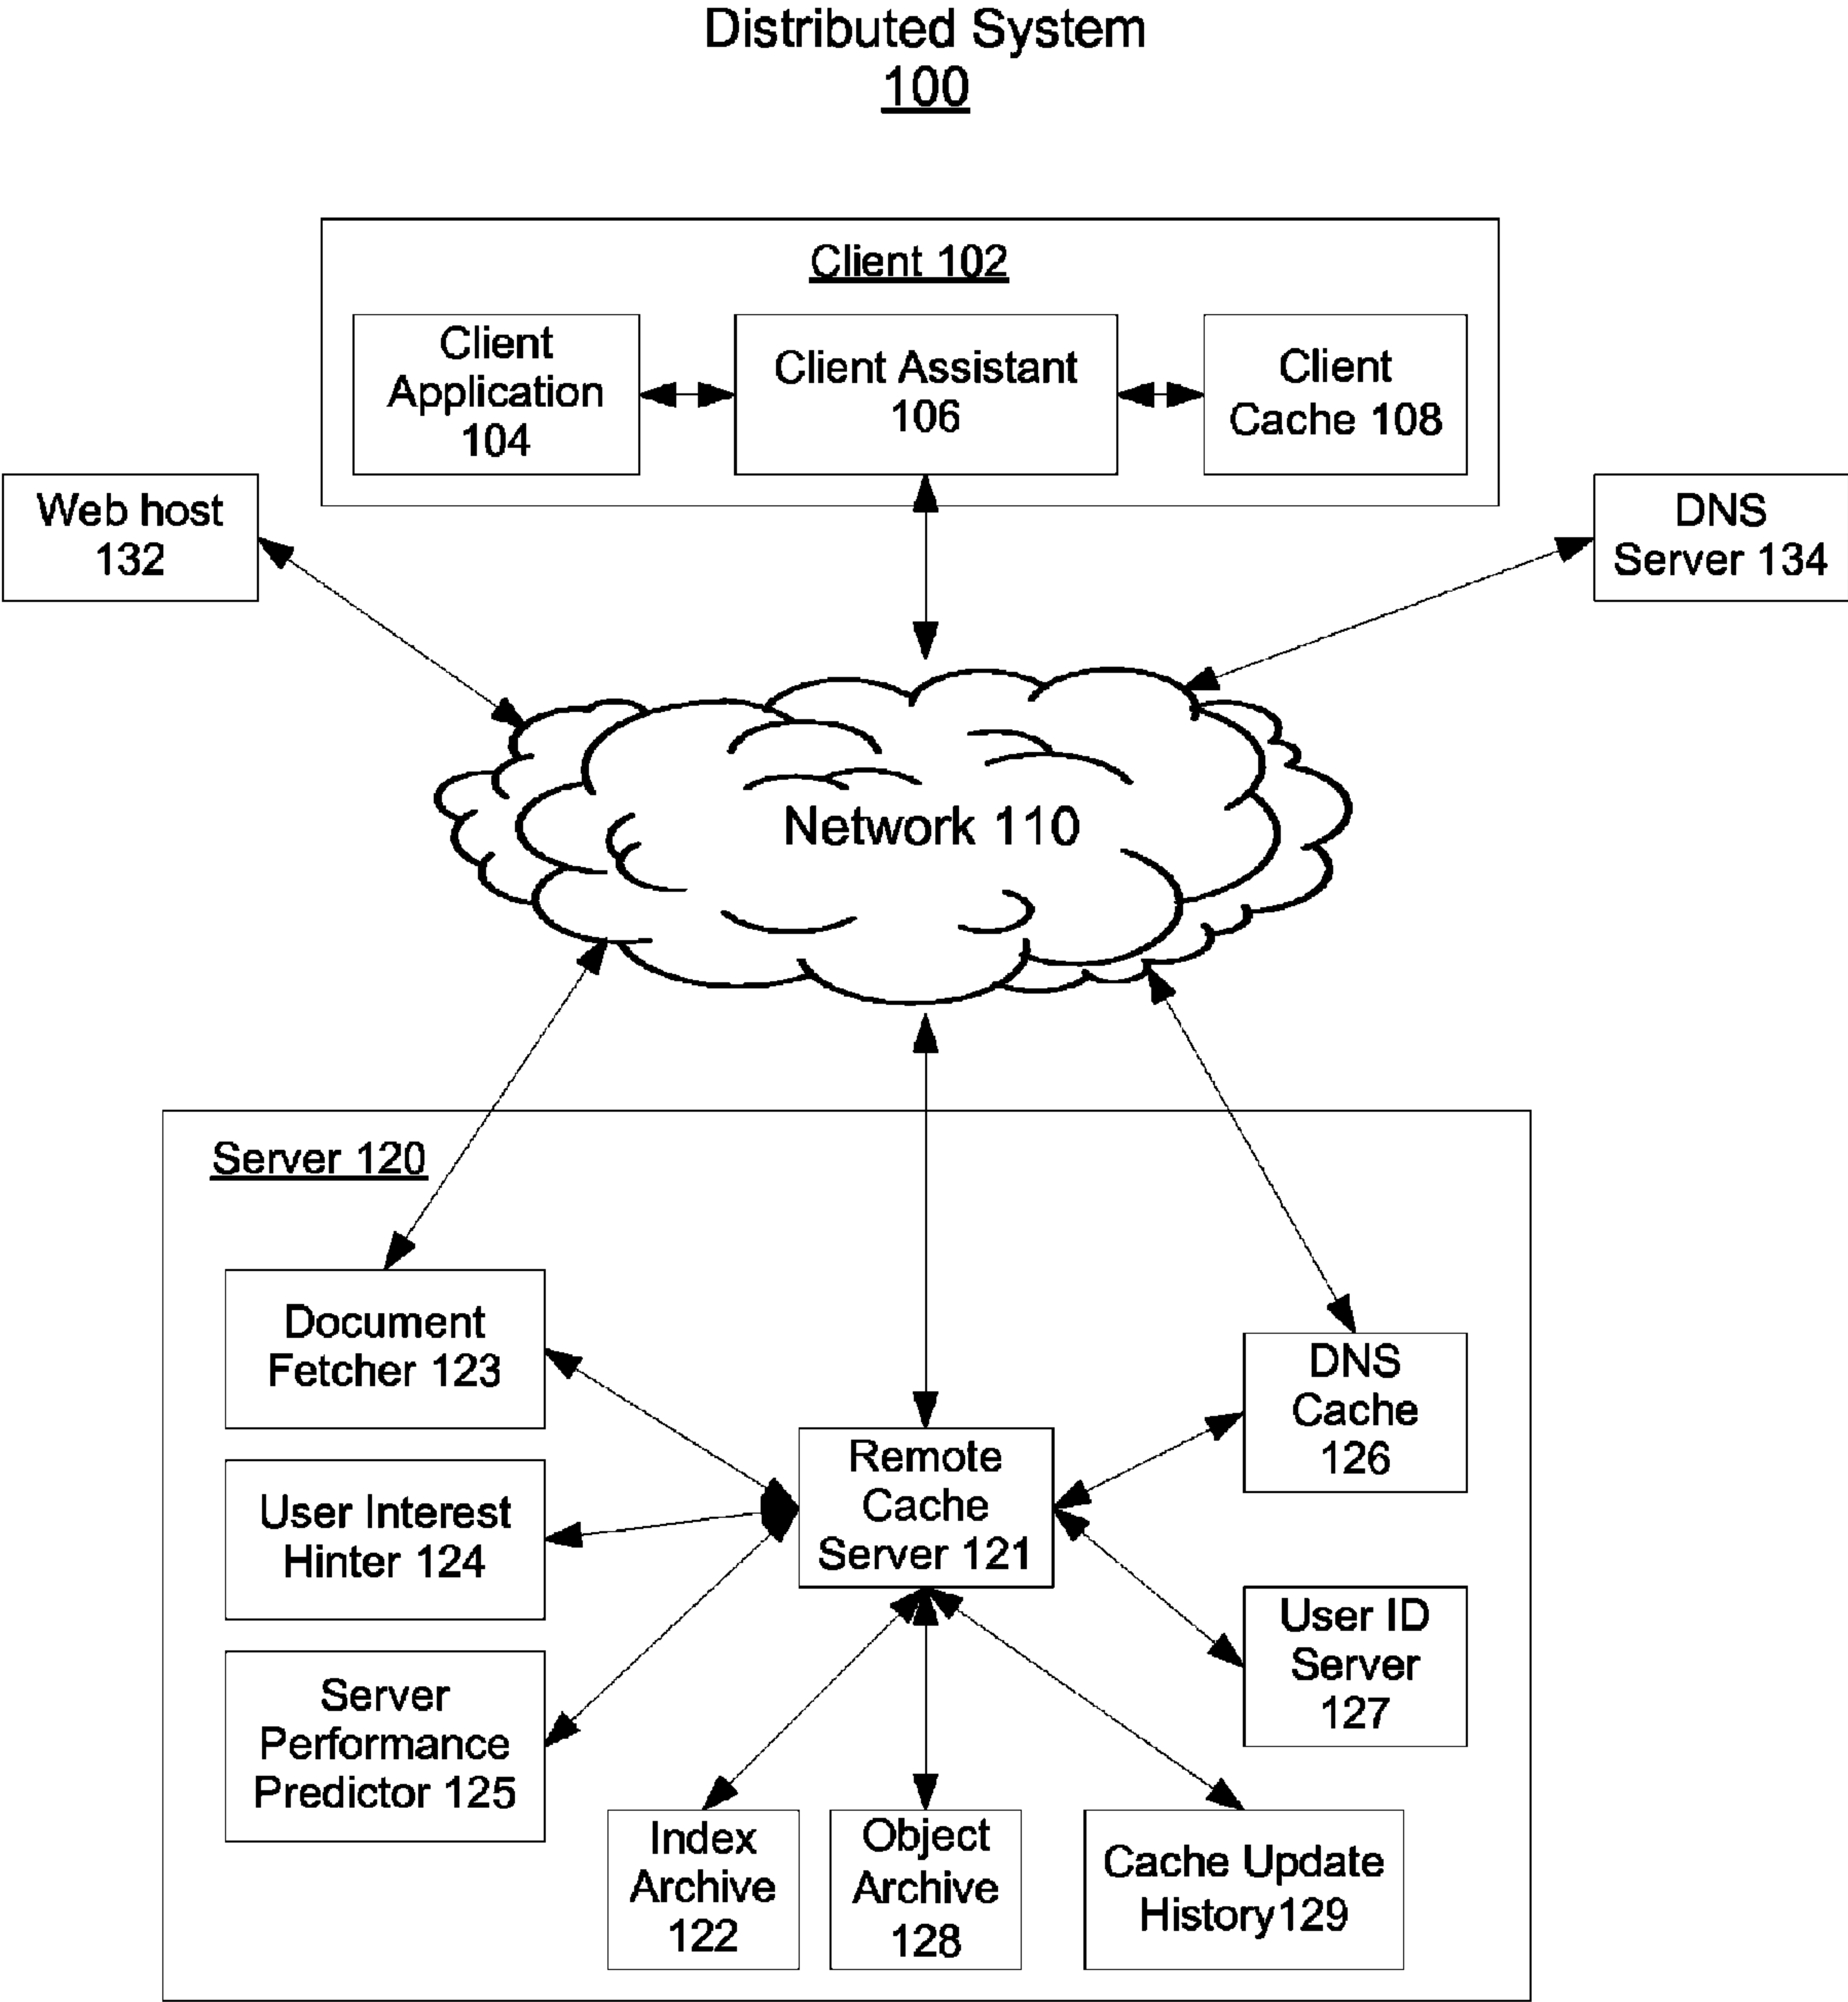 Distributed System
100
Client 102
Client
Application
104
Client Assistant
106
Client
Cache 108
Web host
132
DNS
Server 134
Network 110
Server 120
Document
Fetcher 123
User Interest
Hinter 124
Server
Performance
Predictor 125
Remote
Cache
Server 121
DNS
Cache
126
User ID
Server
127
Index
Archive
122
Object
Archive
128
Cache Update
History129